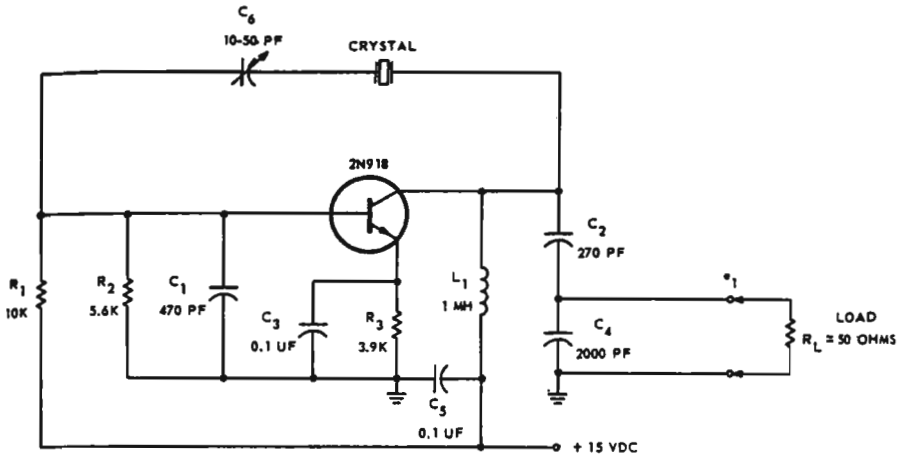 C6
10-50 PF
CRYSTAL
2N918
R1
10K
R2
5.6K
C1
470 PF
C3
0.1 UF
R3
3.9K
L1
1 MH
C2
270 PF
e1
C4
2000 PF
LOAD
RL = 50 OHMS
C5
0.1 UF
+ 15 VDC